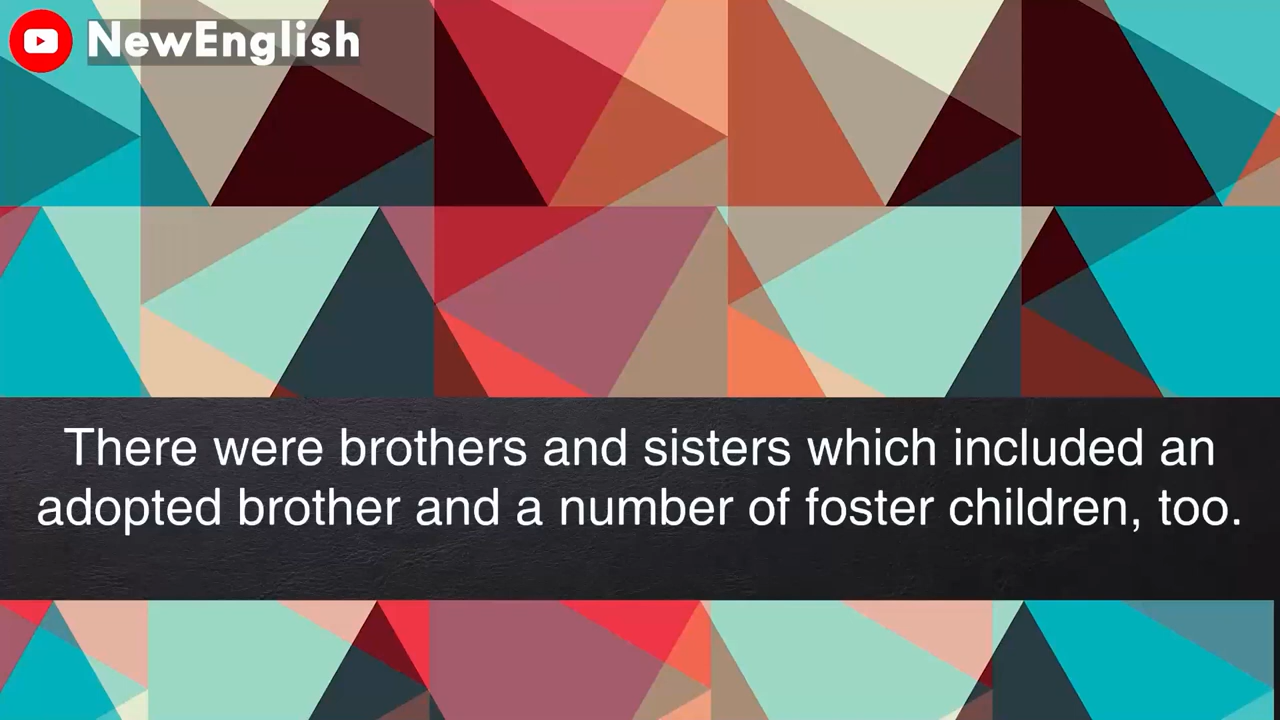 NewEnglish
There were brothers and sisters which included an
adopted brother and a number of foster children, too.